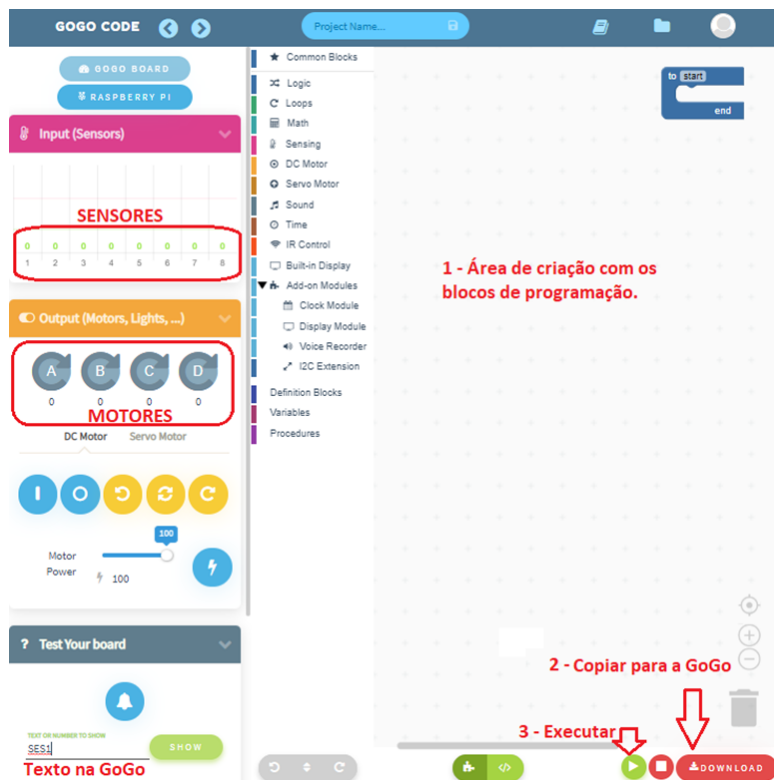 GOGO CODE
Project Name...
GOGO BOARD
RASPBERRY PI
Input (Sensors)
SENSORES
0 0 0 0 0 0 0 0
1 2 3 4 5 6 7 8
Output (Motors, Lights, ...)
A B C D
0 0 0 0
MOTORES
DC Motor Servo Motor
100
Motor
Power
100
? Test Your board
TEXT OR NUMBER TO SHOW
SES1
SHOW
Texto na GoGo
Common Blocks
Logic
Loops
Math
Sensing
DC Motor
Servo Motor
Sound
Time
IR Control
Built-in Display
Add-on Modules
Clock Module
Display Module
Voice Recorder
I2C Extension
Definition Blocks
Variables
Procedures
to start
end
1 - Área de criação com os
blocos de programação.
2 - Copiar para a GoGo
3 - Executar
DOWNLOAD